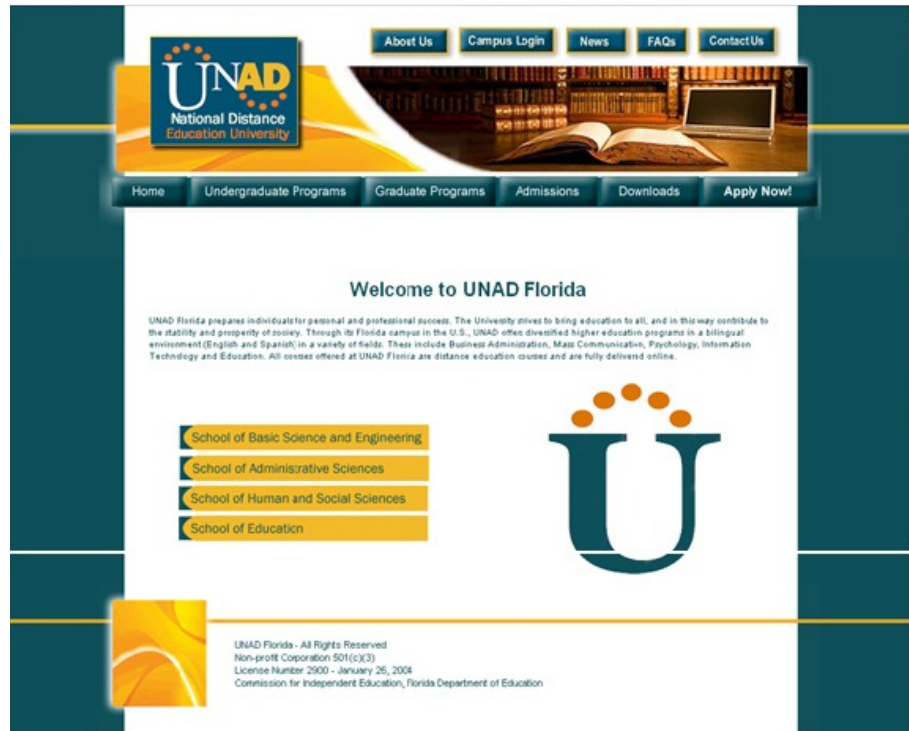 About Us
Campus Login
News
FAQs
Contact Us
UNAD
National Distance
Education University
Home
Undergraduate Programs
Graduate Programs
Admissions
Downloads
Apply Now!
Welcome to UNAD Florida
UNAD Florida prepares individuals for personal and professional success. The University strives to bring education to all, and in this way contribute to
the stability and prosperity of society. Through its Florida campus in the U.S., UNAD offers diversified higher education programs in a bilingual
environment (English and Spanish) in a variety of fields. These include Business Administration, Mass Communication, Psychology, Information
Technology and Education. All courses offered at UNAD Florida are distance education courses and are fully delivered online.
School of Basic Science and Engineering
School of Administrative Sciences
School of Human and Social Sciences
School of Education
U
UNAD Florida - All Rights Reserved
Non-profit Corporation 501(c)(3)
License Number 2900 - January 26, 2004
Commission for Independent Education, Florida Department of Education